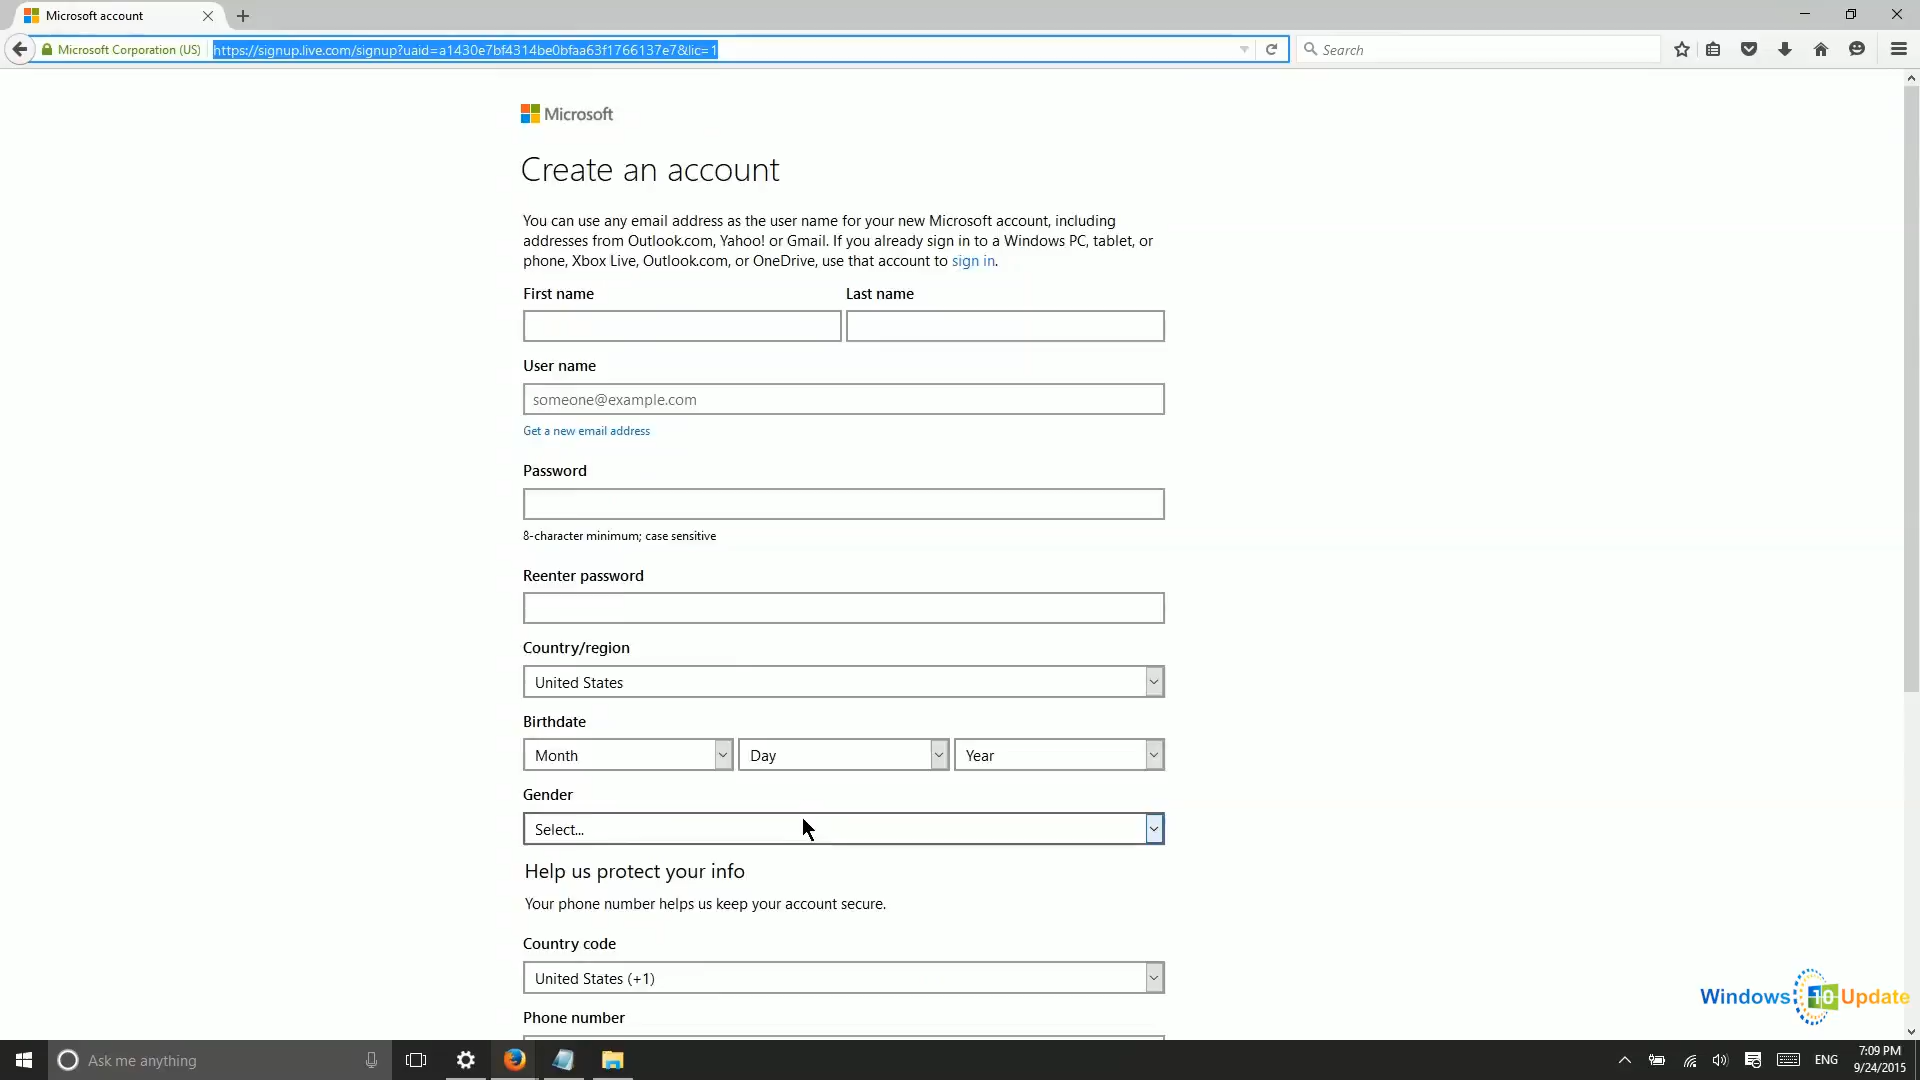 Microsoft account
Microsoft Corporation (US)
https://signup.live.com/signup?uaid=a1430e7bf4314be0bfaa63f1766137e7&lic=1
Search
Microsoft
Create an account
You can use any email address as the user name for your new Microsoft account, including
addresses from Outlook.com, Yahoo! or Gmail. If you already sign in to a Windows PC, tablet, or
phone, Xbox Live, Outlook.com, or OneDrive, use that account to sign in.
First name
Last name
User name
someone@example.com
Get a new email address
Password
8-character minimum; case sensitive
Reenter password
Country/region
United States
Birthdate
Month
Day
Year
Gender
Select...
Help us protect your info
Your phone number helps us keep your account secure.
Country code
United States (+1)
Phone number
Windows 10 Update
Ask me anything
ENG
7:09 PM
9/24/2015